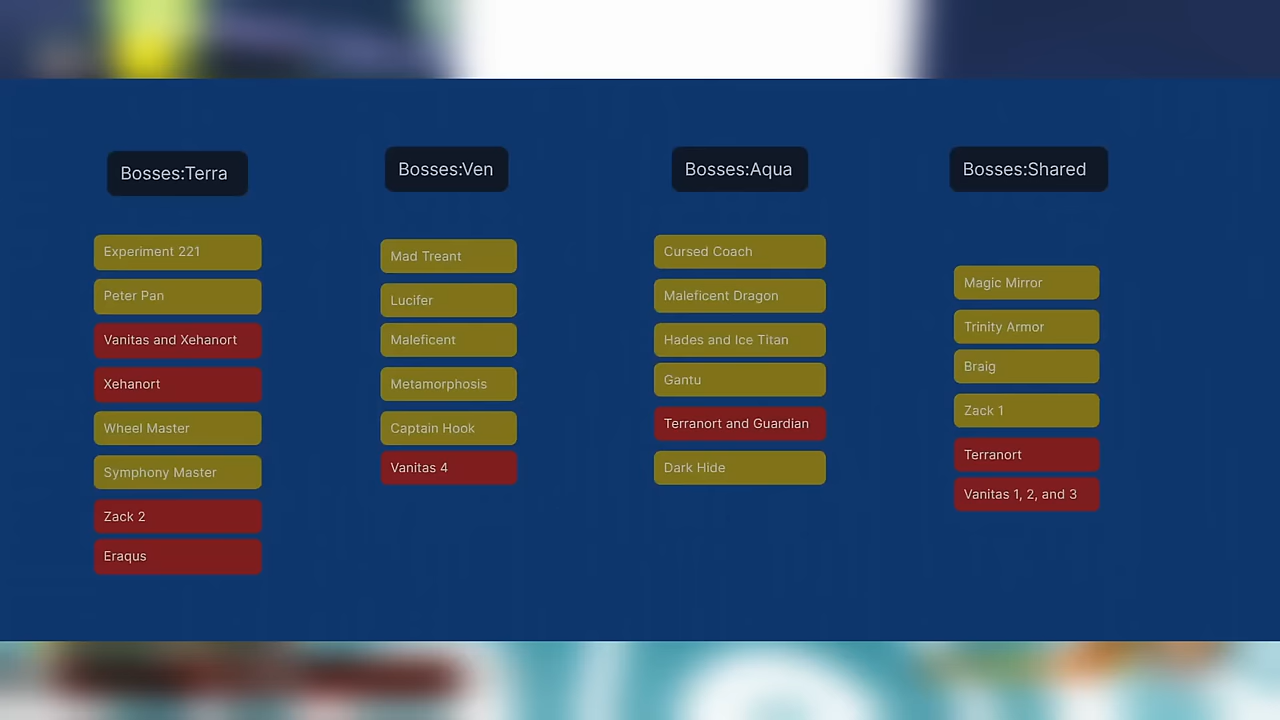 Bosses:Terra
Experiment 221
Peter Pan
Vanitas and Xehanort
Xehanort
Wheel Master
Symphony Master
Zack 2
Eraqus
Bosses:Ven
Mad Treant
Lucifer
Maleficent
Metamorphosis
Captain Hook
Vanitas 4
Bosses:Aqua
Cursed Coach
Maleficent Dragon
Hades and Ice Titan
Gantu
Terranort and Guardian
Dark Hide
Bosses:Shared
Magic Mirror
Trinity Armor
Braig
Zack 1
Terranort
Vanitas 1, 2, and 3